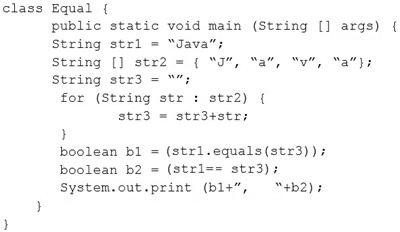 class Equal {
public static void main (String [] args) {
String str1 = “Java”;
String [] str2 = { “J”, “a”, “v”, “a”};
String str3 = “”;
for (String str : str2) {
str3 = str3+str;
}
boolean b1 = (str1.equals(str3));
boolean b2 = (str1== str3);
System.out.print (b1+”, “+b2);
}
}